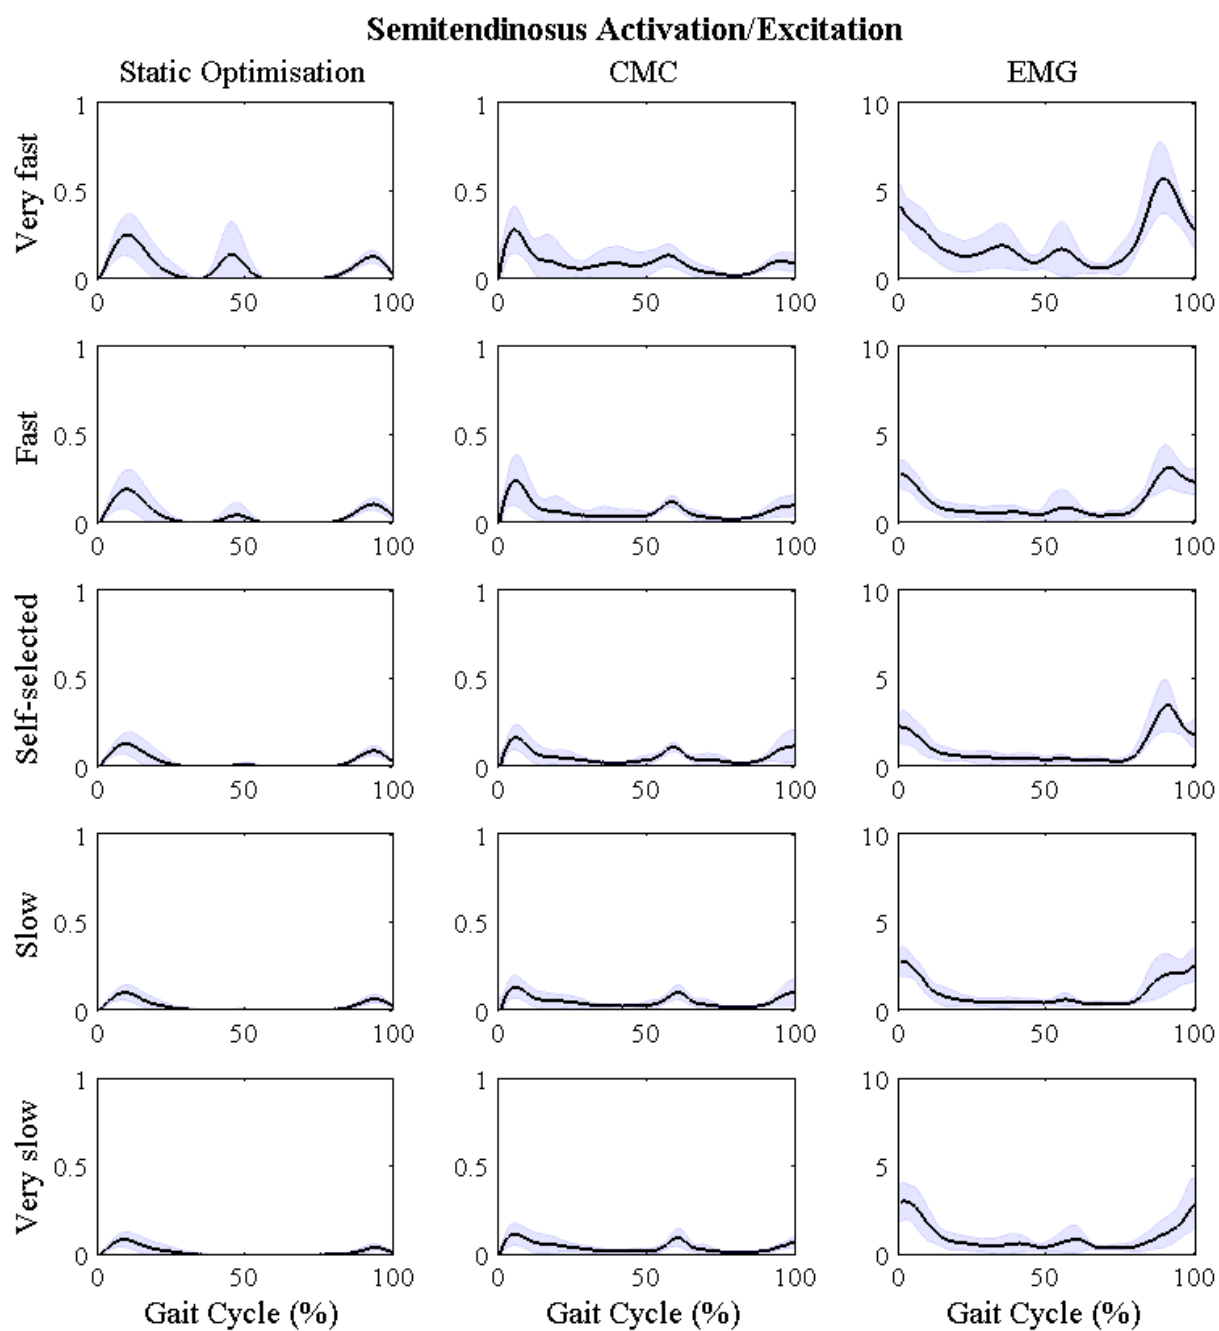 Semitendinosus Activation/Excitation
Static Optimisation CMC EMG
Very fast
1 1 10
0.5 0.5 5
0 0 0
0 50 100 0 50 100 0 50 100
Fast
1 1 10
0.5 0.5 5
0 0 0
0 50 100 0 50 100 0 50 100
Self-selected
1 1 10
0.5 0.5 5
0 0 0
0 50 100 0 50 100 0 50 100
Slow
1 1 10
0.5 0.5 5
0 0 0
0 50 100 0 50 100 0 50 100
Very slow
1 1 10
0.5 0.5 5
0 0 0
0 50 100 0 50 100 0 50 100
Gait Cycle (%) Gait Cycle (%) Gait Cycle (%)